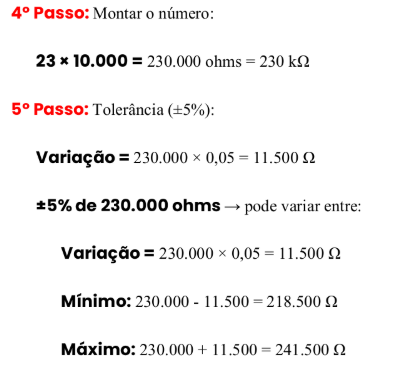 4º Passo: Montar o número:
23 × 10.000 = 230.000 ohms = 230 kΩ
5º Passo: Tolerância (±5%):
Variação = 230.000 × 0,05 = 11.500 Ω
±5% de 230.000 ohms → pode variar entre:
Variação = 230.000 × 0,05 = 11.500 Ω
Mínimo: 230.000 - 11.500 = 218.500 Ω
Máximo: 230.000 + 11.500 = 241.500 Ω